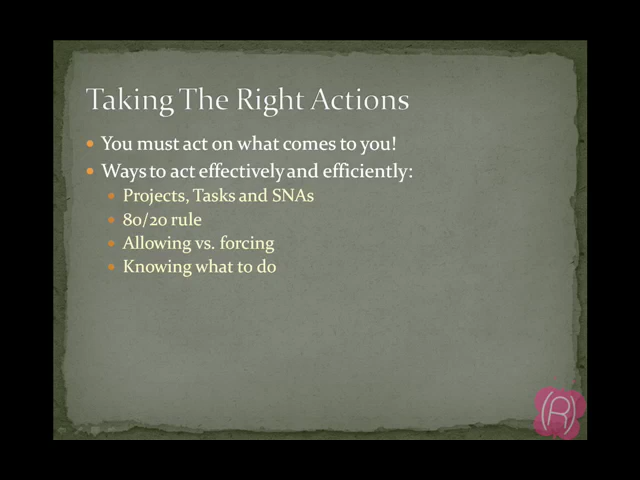 Taking The Right Actions
You must act on what comes to you!
Ways to act effectively and efficiently:
Projects, Tasks and SNAs
80/20 rule
Allowing vs. forcing
Knowing what to do
(R)